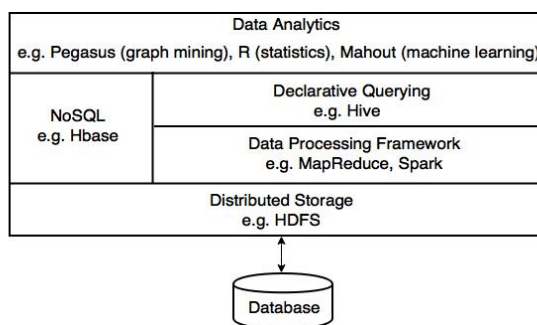 Data Analytics
e.g. Pegasus (graph mining), R (statistics), Mahout (machine learning)
NoSQL
e.g. Hbase
Declarative Querying
e.g. Hive
Data Processing Framework
e.g. MapReduce, Spark
Distributed Storage
e.g. HDFS
Database